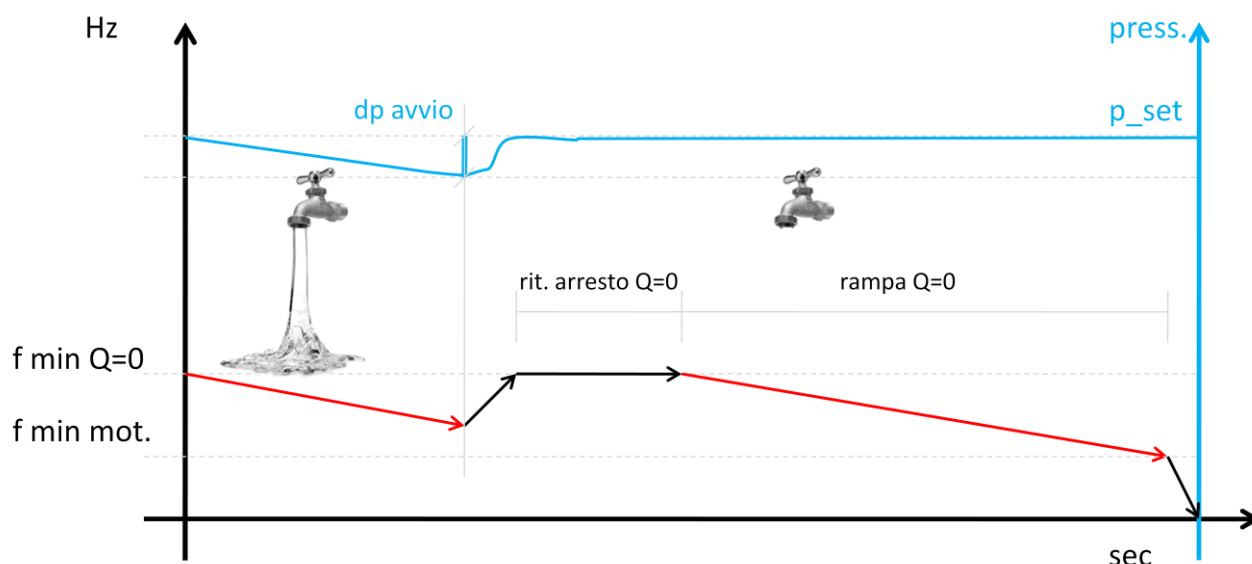 Hz
press.
dp avvio
p_set
rit. arresto Q=0
rampa Q=0
f min Q=0
f min mot.
sec